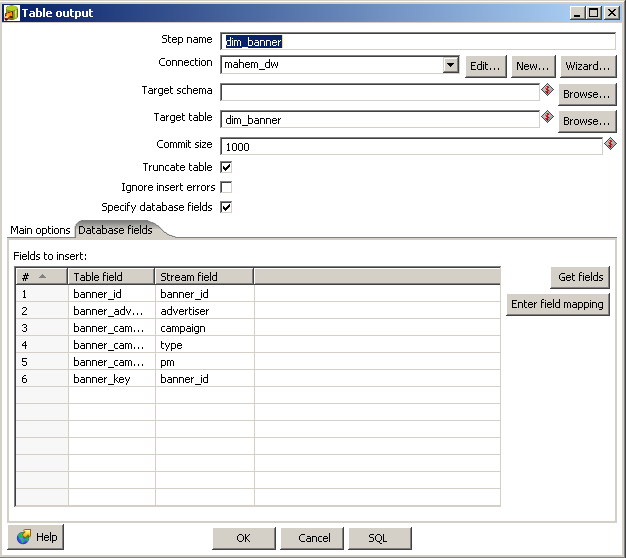 Table output
Step name dim_banner
Connection mahem_dw Edit... New... Wizard...
Target schema Browse...
Target table dim_banner Browse...
Commit size 1000
Truncate table
Ignore insert errors
Specify database fields
Main options Database fields
Fields to insert:
# Table field Stream field Get fields
1 banner_id banner_id
Enter field mapping
2 banner_adv... advertiser
3 banner_cam... campaign
4 banner_cam... type
5 banner_cam... pm
6 banner_key banner_id
Help OK Cancel SQL